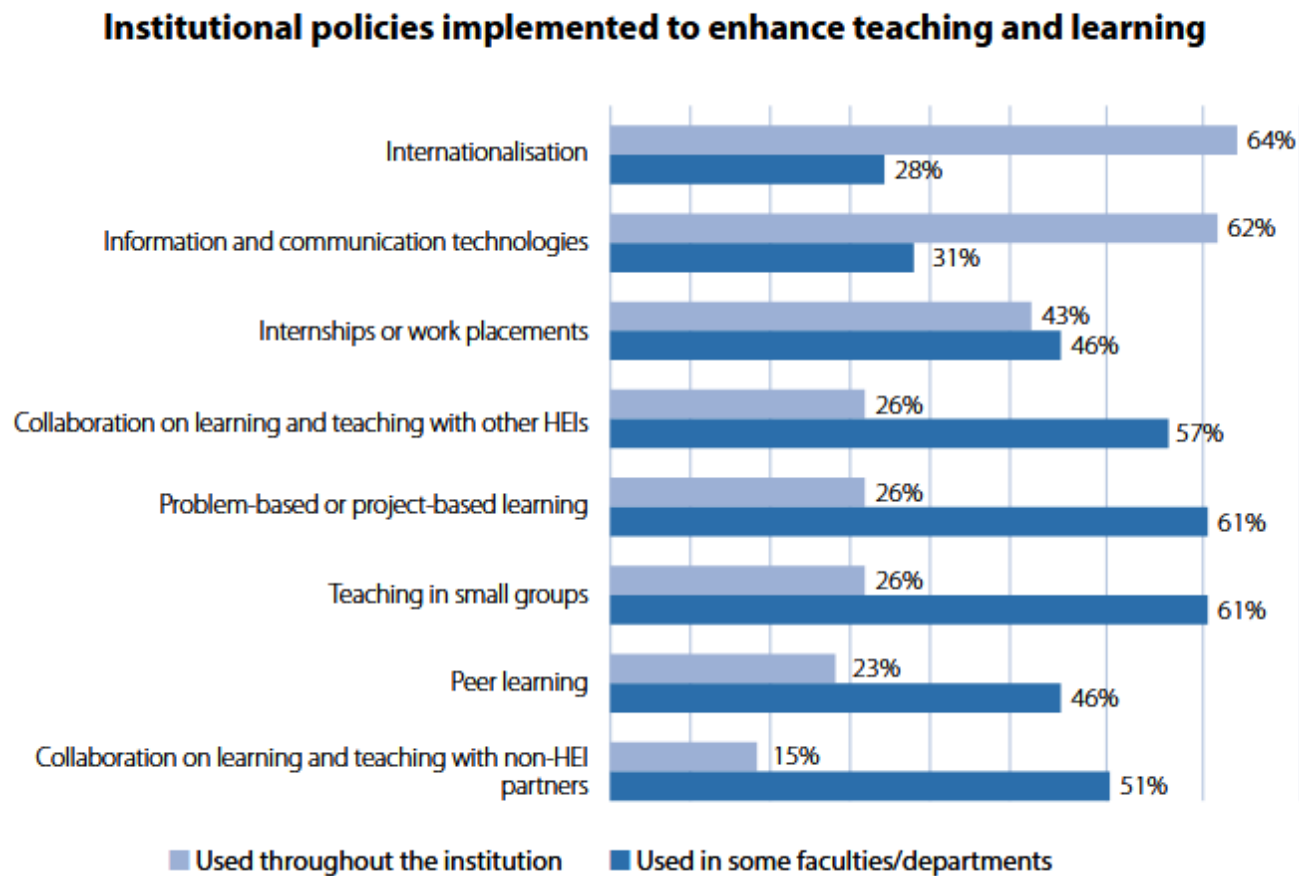 Institutional policies implemented to enhance teaching and learning
Internationalisation
64%
28%
Information and communication technologies
62%
31%
Internships or work placements
43%
46%
Collaboration on learning and teaching with other HEIs
26%
57%
Problem-based or project-based learning
26%
61%
Teaching in small groups
26%
61%
Peer learning
23%
46%
Collaboration on learning and teaching with non-HEI
partners
15%
51%
Used throughout the institution
Used in some faculties/departments